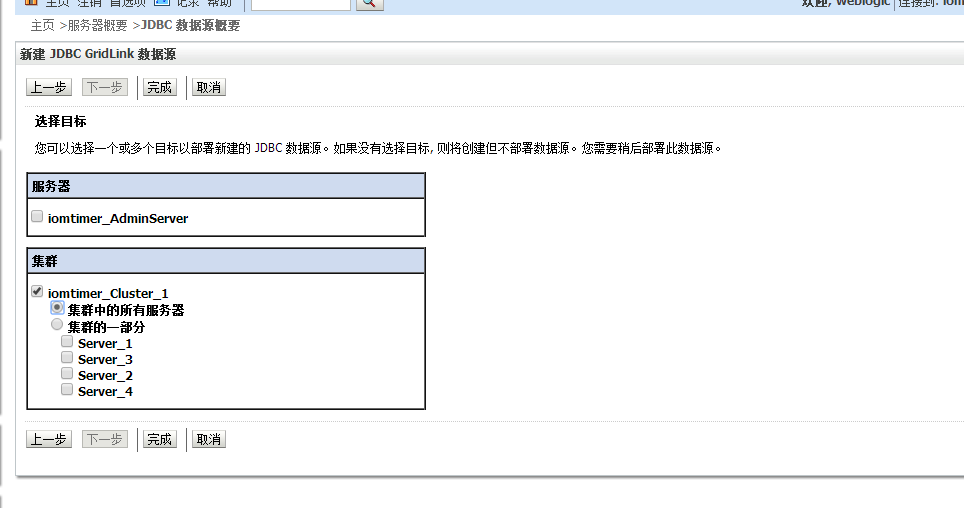 主页 注销 首选项 记录 帮助 欢迎, weblogic 连接到: iom
主页 >服务器概要 >JDBC 数据源概要
新建 JDBC GridLink 数据源
上一步 下一步 完成 取消
选择目标
您可以选择一个或多个目标以部署新建的 JDBC 数据源。如果没有选择目标, 则将创建但不部署数据源。您需要稍后部署此数据源。
服务器
iomtimer_AdminServer
集群
iomtimer_Cluster_1
集群中的所有服务器
集群的一部分
Server_1
Server_3
Server_2
Server_4
上一步 下一步 完成 取消